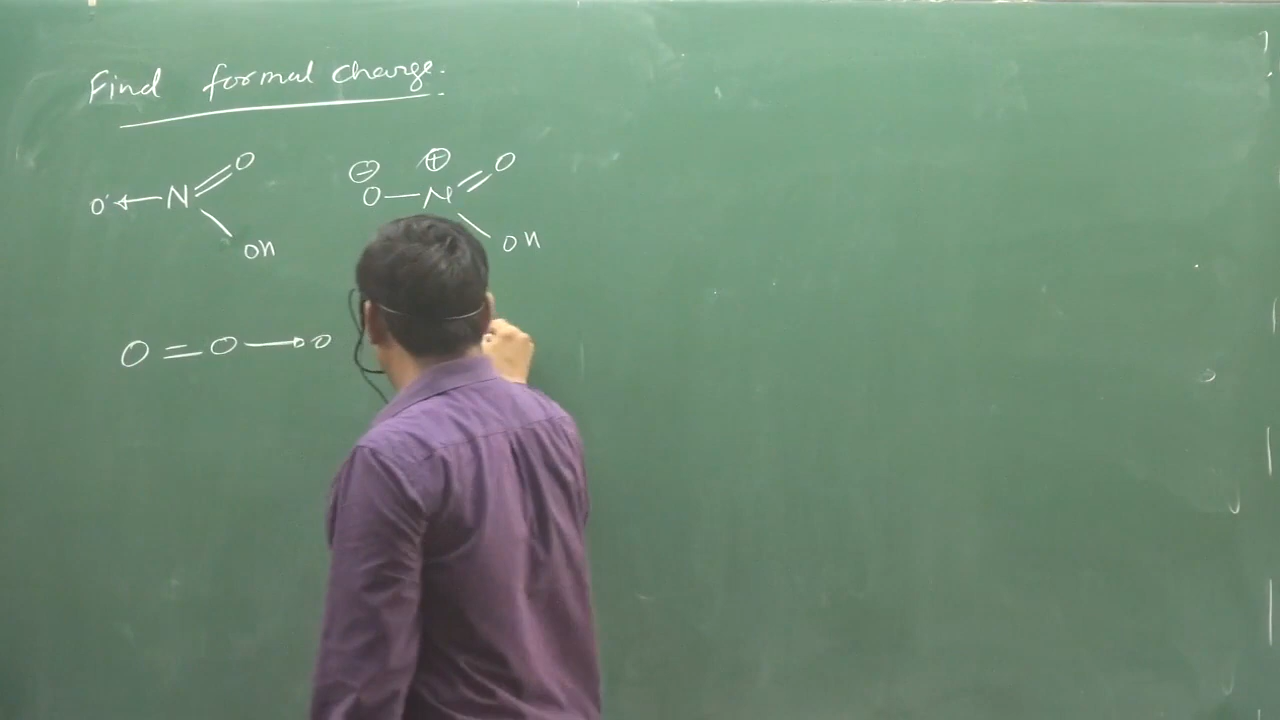 Find formal charge.
O ← N = O
OH
⊖ ⊕
O — N = O
OH
O = O → O